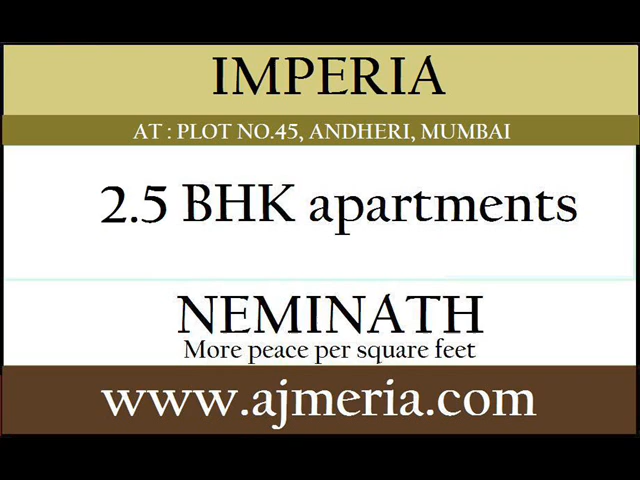 IMPERIA
AT : PLOT NO.45, ANDHERI, MUMBAI
2.5 BHK apartments
NEMINATH
More peace per square feet
www.ajmeria.com